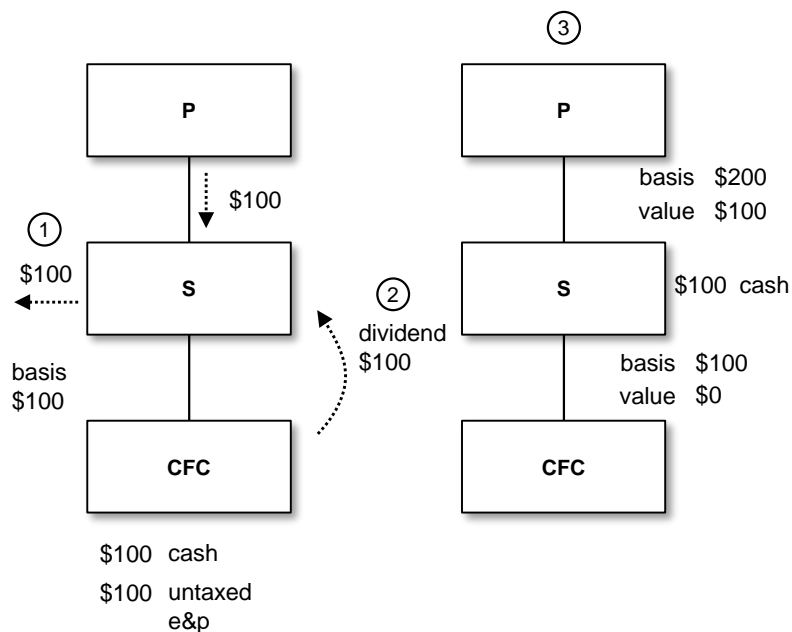 3
P
P
$100
basis $200
value $100
1
$100
S
2
dividend
$100
S
$100 cash
basis
$100
basis $100
value $0
CFC
CFC
$100 cash
$100 untaxed
e&p